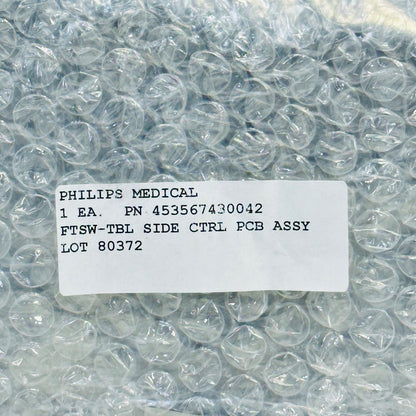 PHILIPS MEDICAL
1 EA. PN 453567430042
FTSW-TBL SIDE CTRL PCB ASSY
LOT 80372